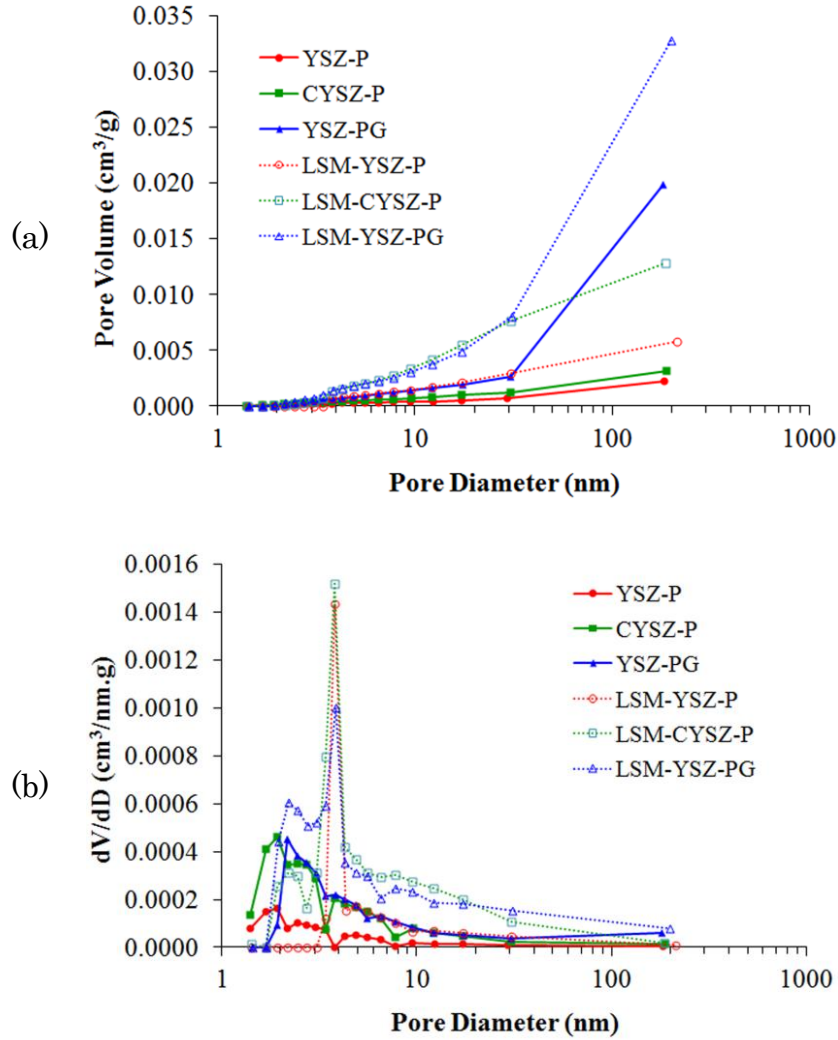 (a)
Pore Volume (cm³/g)
0.035
0.030
0.025
0.020
0.015
0.010
0.005
0.000
YSZ-P
CYSZ-P
YSZ-PG
LSM-YSZ-P
LSM-CYSZ-P
LSM-YSZ-PG
1 10 100 1000
Pore Diameter (nm)
(b)
dV/dD (cm³/nm.g)
0.0016
0.0014
0.0012
0.0010
0.0008
0.0006
0.0004
0.0002
0.0000
YSZ-P
CYSZ-P
YSZ-PG
LSM-YSZ-P
LSM-CYSZ-P
LSM-YSZ-PG
1 10 100 1000
Pore Diameter (nm)